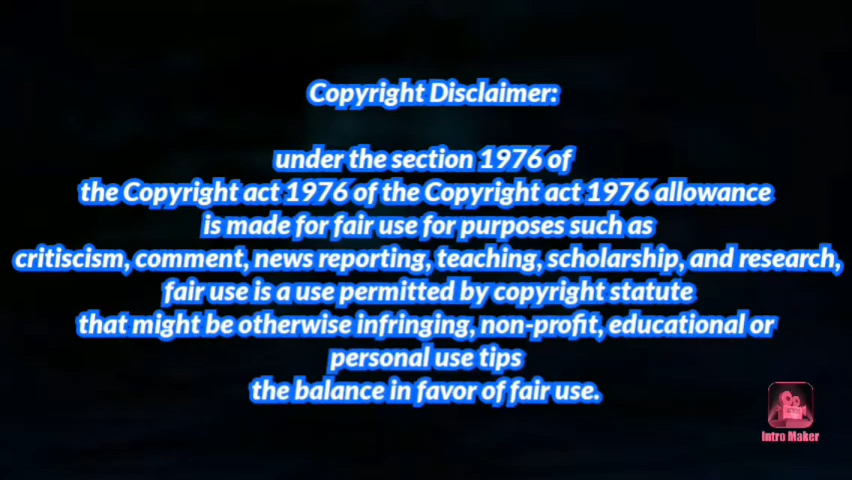 Copyright Disclaimer:
under the section 1976 of
the Copyright act 1976 of the Copyright act 1976 allowance
is made for fair use for purposes such as
critiscism, comment, news reporting, teaching, scholarship, and research,
fair use is a use permitted by copyright statute
that might be otherwise infringing, non-profit, educational or
personal use tips
the balance in favor of fair use.
Intro Maker